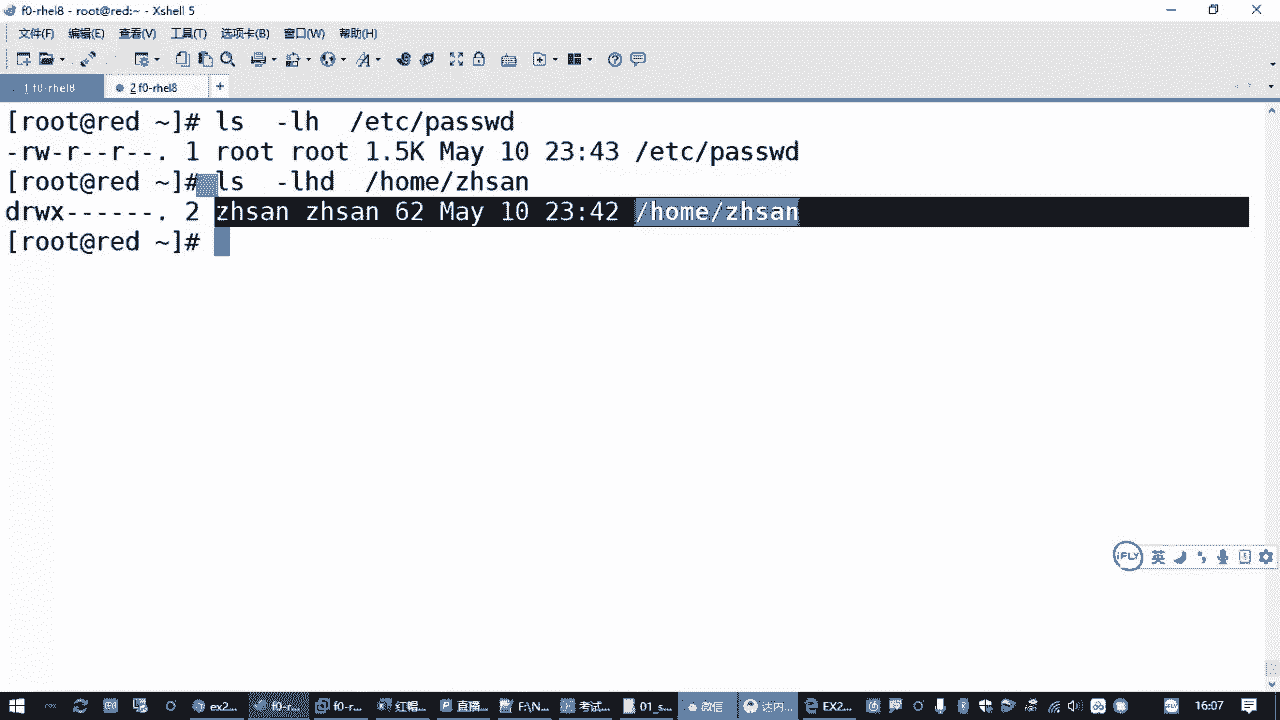 f0-rhel8 - root@red:~ - Xshell 5
文件(F) 编辑(E) 查看(V) 工具(T) 选项卡(B) 窗口(W) 帮助(H)
1 f0-rhel8 2 f0-rhel8 +
[root@red ~]# ls  -lh  /etc/passwd
-rw-r--r--. 1 root root 1.5K May 10 23:43 /etc/passwd
[root@red ~]# ls  -lhd  /home/zhsan
drwx------. 2 zhsan zhsan 62 May 10 23:42 /home/zhsan
[root@red ~]#
iFLY 英
ex2... f0-r... f0-r... 红帽... 直播... F:\N... 考试... 01_s... 微信 达内... EX2... 16:07